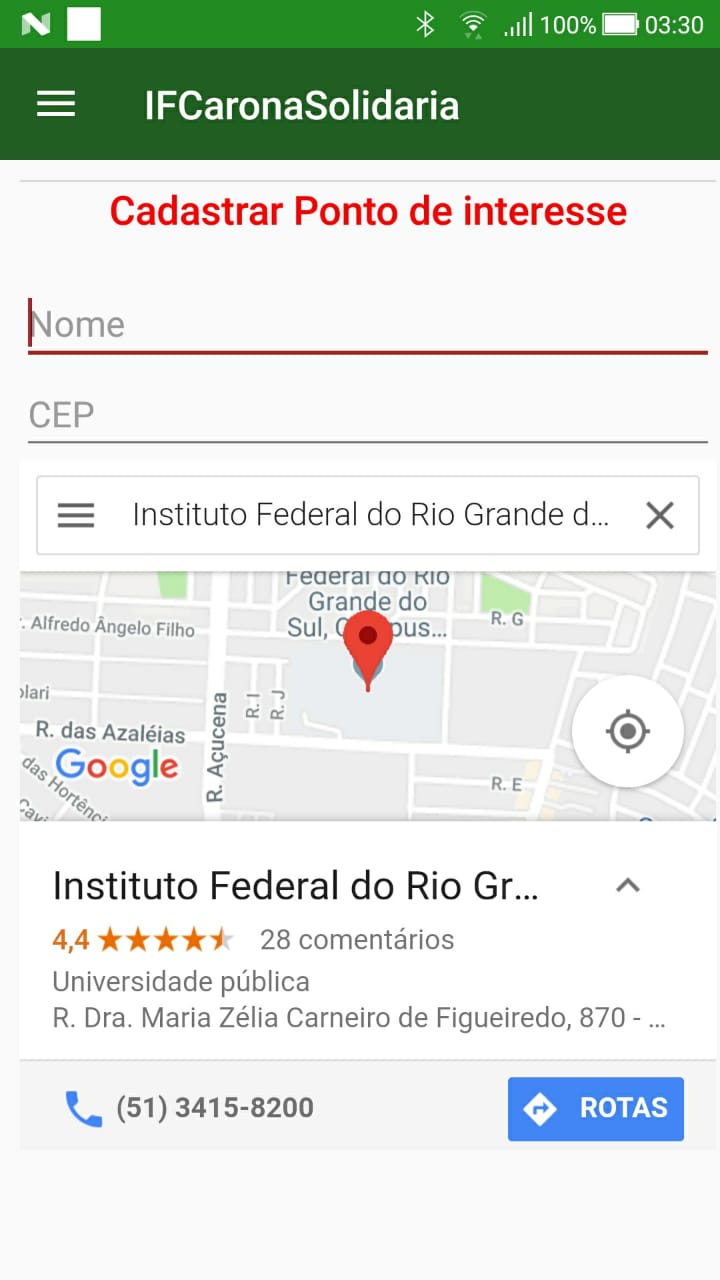 100% 03:30
IFCaronaSolidaria
Cadastrar Ponto de interesse
Nome
CEP
Instituto Federal do Rio Grande d...
Federal do Rio
Grande do
Sul,
R. G
Alfredo Ângelo Filho
R. I
R. J
R. das Azaléias
R. Açucena
Google
das Hortênci
R. E
Instituto Federal do Rio Gr...
4,4 28 comentários
Universidade pública
R. Dra. Maria Zélia Carneiro de Figueiredo, 870 - ...
(51) 3415-8200 ROTAS